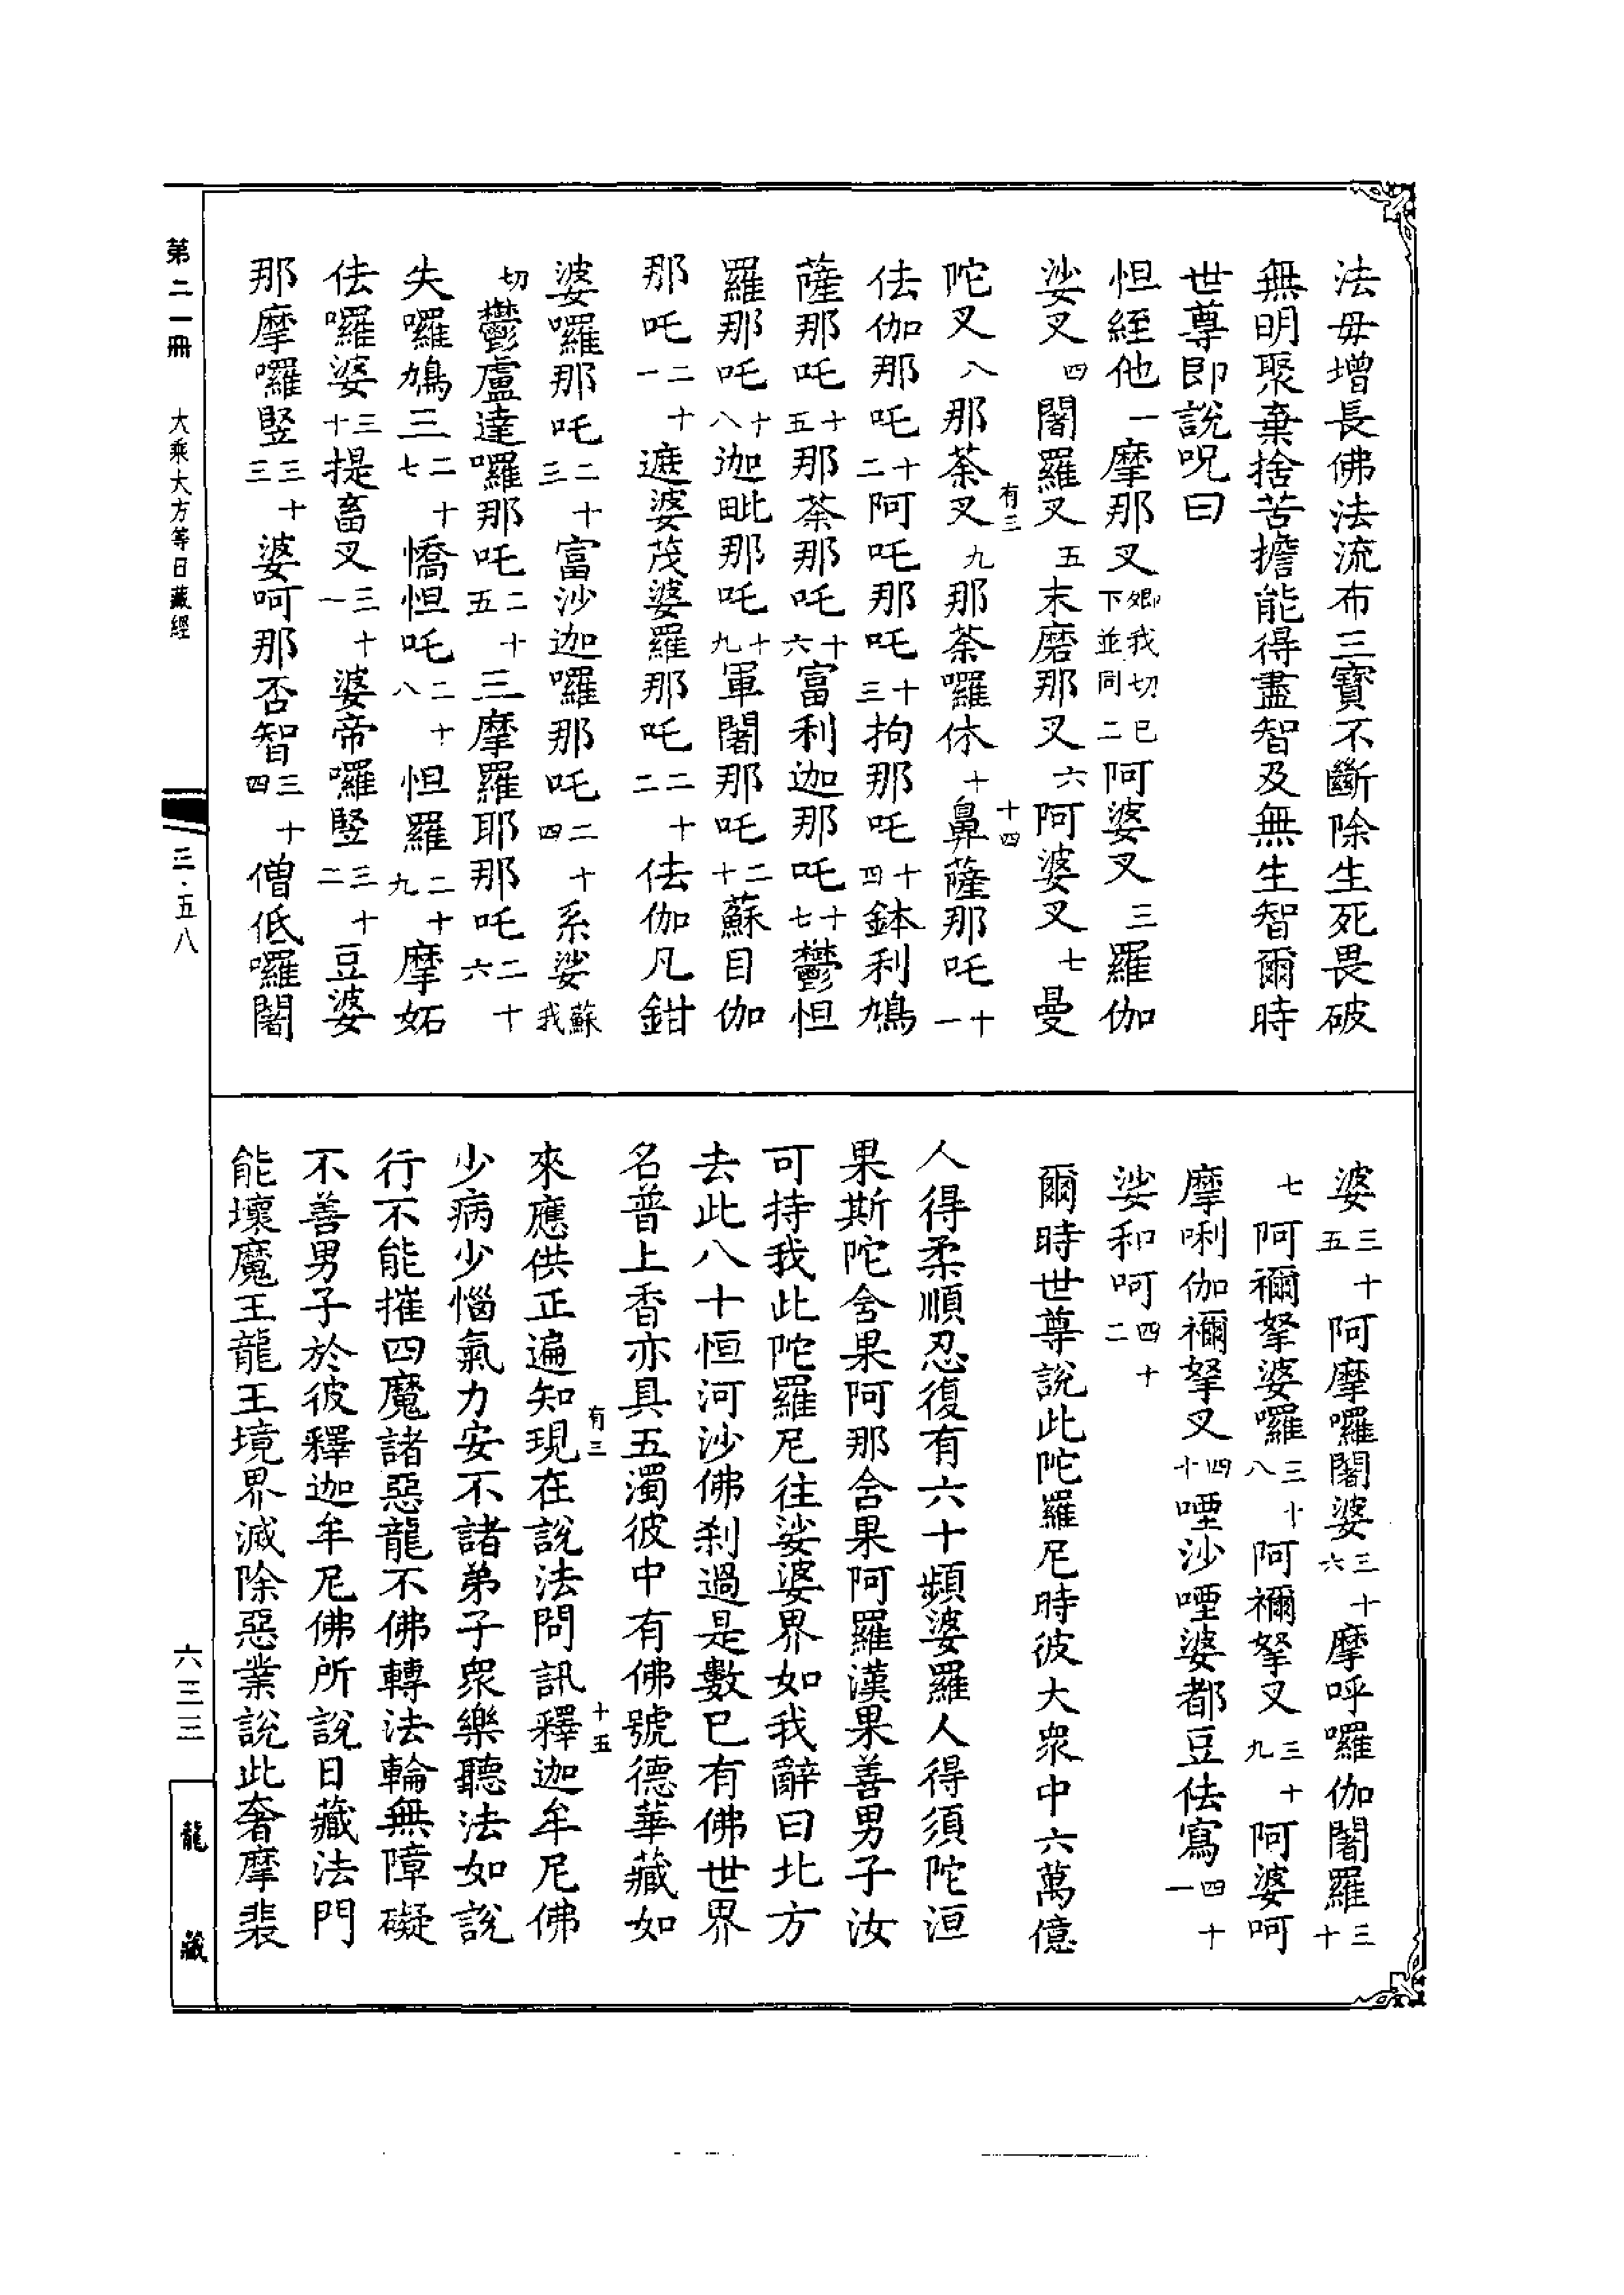 法毋增長佛法流布三寶不斷除生死畏破
無明聚棄捨苦擔能得盡智及無生智爾時
世尊即說呪曰
怛絰他一摩那叉卿我切已下並同二阿婆叉三羅伽
娑叉四闍羅叉五末磨那叉六阿婆叉七曼
陀叉八那荼叉九那荼囉休十鼻薩那吒十一
佉伽那吒十二阿吒那吒十三拘那吒十四鉢利鳩
薩那吒十五那荼那吒十六富利迦那吒十七鬱怛
羅那吒十八迦毗那吒十九軍闍那吒二十蘇目伽
那吒二十一遮婆茂婆羅那吒二十二佉伽凡鉗
婆囉那吒二十三富沙迦囉那吒二十四系娑蘇我
切鬱盧達囉那吒二十五三摩羅耶那吒二十六
失囉鳩三二十七憍怛吒二十八怛羅二十九摩妬
佉囉婆三十提畜叉三十一婆帝囉豎三十二豆婆
那摩囉豎三十三婆呵那否智三十四僧低囉闍
有三
十四
婆三十五阿摩囉闍婆三十六摩呼囉伽闍羅三十
七阿禰拏婆囉三十八阿禰拏叉三十九阿婆呵
摩唎伽禰拏叉四十堙沙堙婆都豆佉寫四十一
娑和呵四十二
爾時世尊說此陀羅尼時彼大眾中六萬億
人得柔順忍復有六十頻婆羅人得須陀洹
果斯陀舍果阿那舍果阿羅漢果善男子汝
可持我此陀羅尼往娑婆界如我辭曰北方
去此八十恒河沙佛剎過是數已有佛世界
名普上香亦具五濁彼中有佛號德華藏如
來應供正遍知現在說法問訊釋迦牟尼佛
少病少惱氣力安不諸弟子眾樂聽法如說
行不能摧四魔諸惡龍不佛轉法輪無障礙
不善男子於彼釋迦牟尼佛所說日藏法門
能壞魔王龍王境界滅除惡業說此奢摩裴
有三
十五
第二一冊 大乘大方等日藏經
三·五八
六三三
龍藏